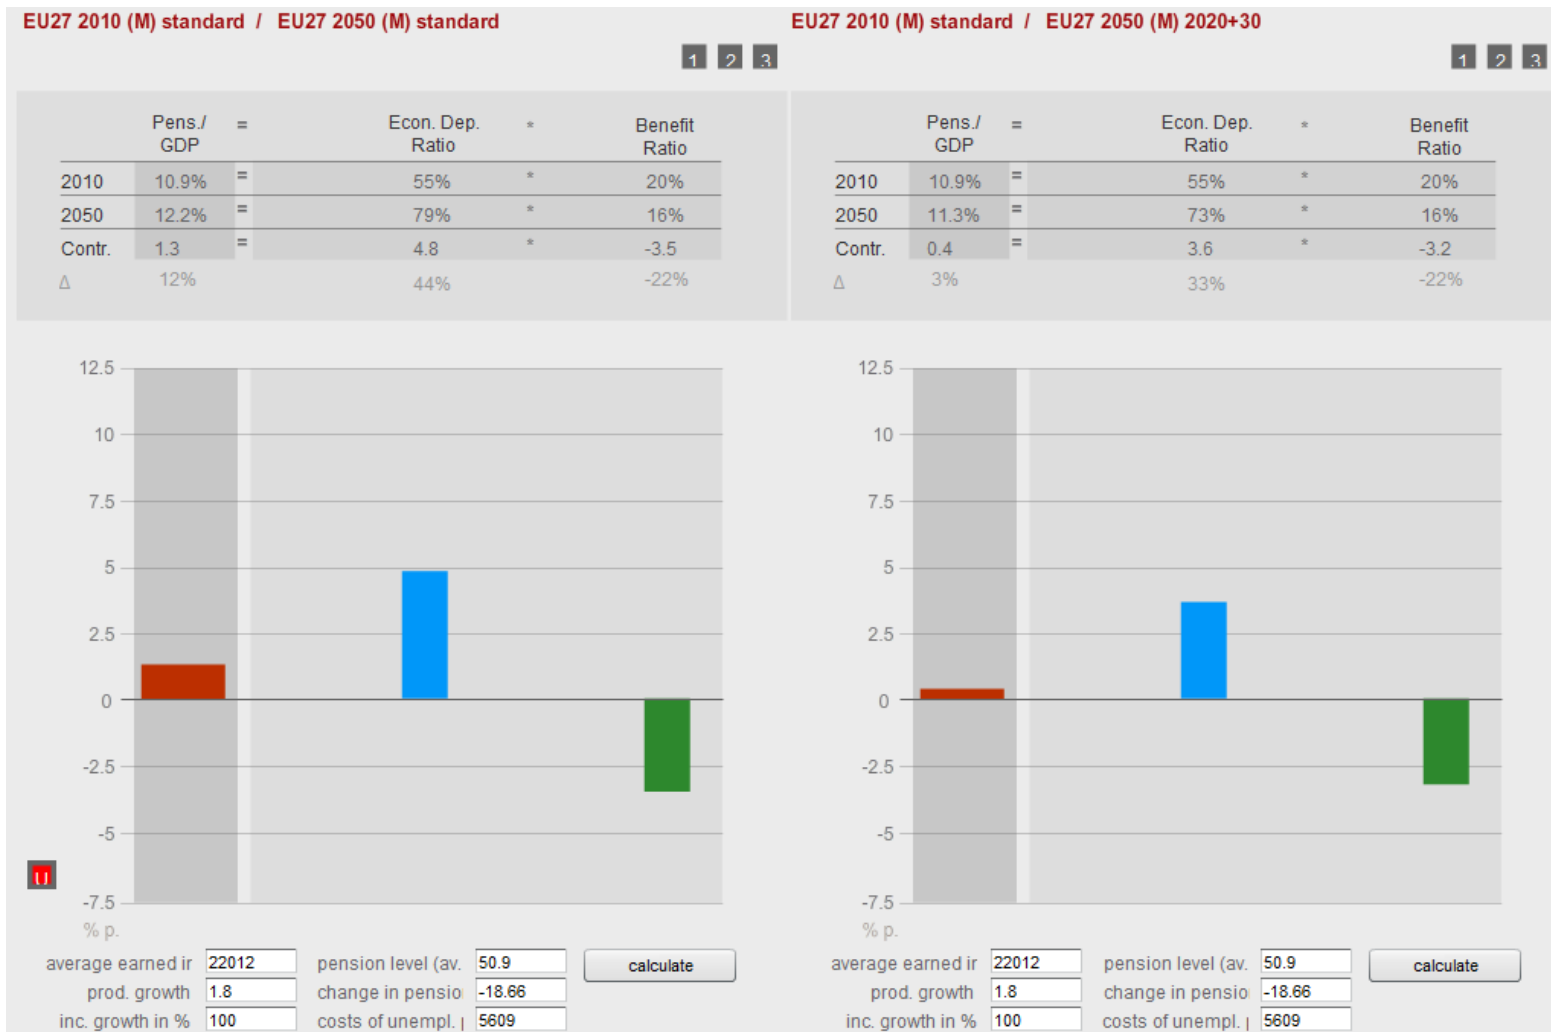 EU27 2010 (M) standard / EU27 2050 (M) standard
1 2 3
Pens./ GDP = Econ. Dep. Ratio * Benefit Ratio
2010 10.9% = 55% * 20%
2050 12.2% = 79% * 16%
Contr. 1.3 = 4.8 * -3.5
Δ 12% 44% -22%
12.5
10
7.5
5
2.5
0
-2.5
-5
-7.5
% p.
U
average earned ir 22012 pension level (av. 50.9 calculate
prod. growth 1.8 change in pensio -18.66
inc. growth in % 100 costs of unempl. 5609
EU27 2010 (M) standard / EU27 2050 (M) 2020+30
1 2 3
Pens./ GDP = Econ. Dep. Ratio * Benefit Ratio
2010 10.9% = 55% * 20%
2050 11.3% = 73% * 16%
Contr. 0.4 = 3.6 * -3.2
Δ 3% 33% -22%
12.5
10
7.5
5
2.5
0
-2.5
-5
-7.5
% p.
average earned ir 22012 pension level (av. 50.9 calculate
prod. growth 1.8 change in pensio -18.66
inc. growth in % 100 costs of unempl. 5609